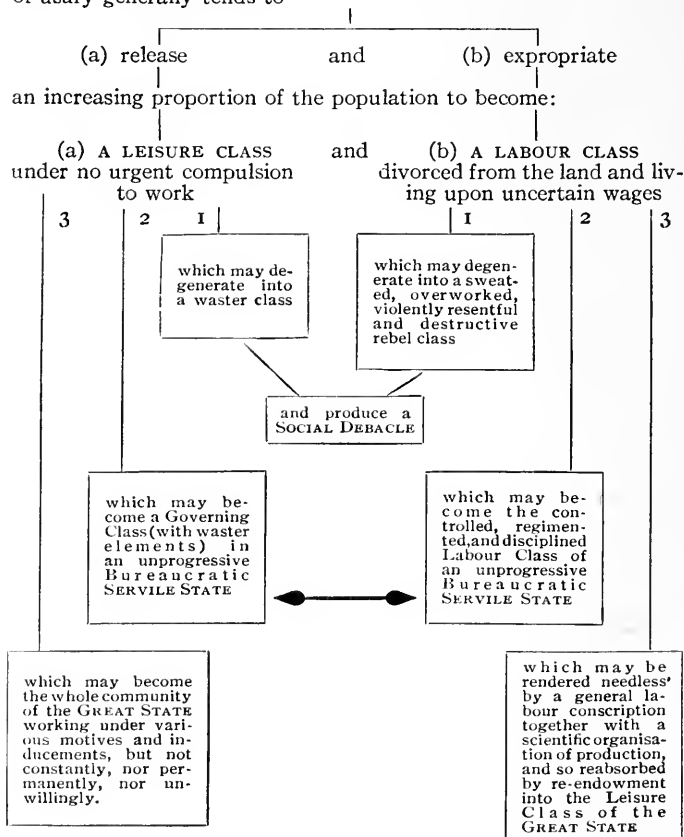 of usury generally tends to
(a) release and (b) expropriate
an increasing proportion of the population to become:
(a) A LEISURE CLASS and (b) A LABOUR CLASS
under no urgent compulsion
to work
divorced from the land and liv-
ing upon uncertain wages
3 2 1
1 2 3
which may de-
generate into
a waster class
which may degen-
erate into a sweat-
ed, overworked,
violently resentful
and destructive
rebel class
and produce a
SOCIAL DEBACLE
which may be-
come a Governing
Class (with waster
elements) in
an unprogressive
Bureaucratic
SERVILE STATE
which may be-
come the con-
trolled, regimen-
ted, and disciplined
Labour Class of
an unprogressive
Bureaucratic
SERVILE STATE
which may become
the whole community
of the GREAT STATE
working under vari-
ous motives and in-
ducements, but not
constantly, nor per-
manently, nor un-
willingly.
which may be
rendered needless'
by a general la-
bour conscription
together with a
scientific organisa-
tion of production,
and so reabsorbed
by re-endowment
into the Leisure
Class of the
GREAT STATE